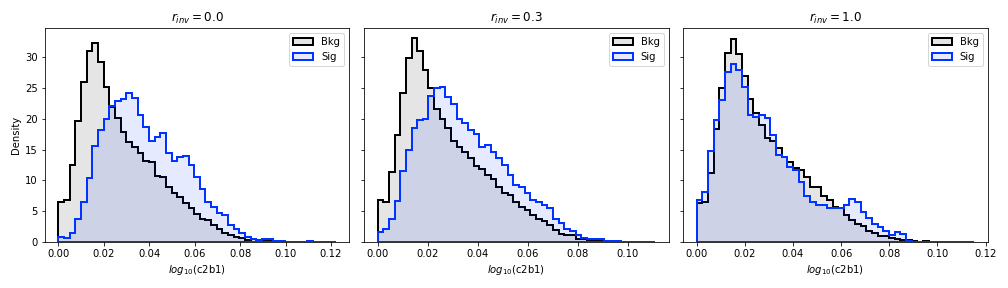 r_inv = 0.0
Bkg
Sig
Density
30
25
20
15
10
5
0
0.00 0.02 0.04 0.06 0.08 0.10 0.12
log10(c2b1)
r_inv = 0.3
Bkg
Sig
0.00 0.02 0.04 0.06 0.08 0.10
log10(c2b1)
r_inv = 1.0
Bkg
Sig
0.00 0.02 0.04 0.06 0.08 0.10 0.12
log10(c2b1)